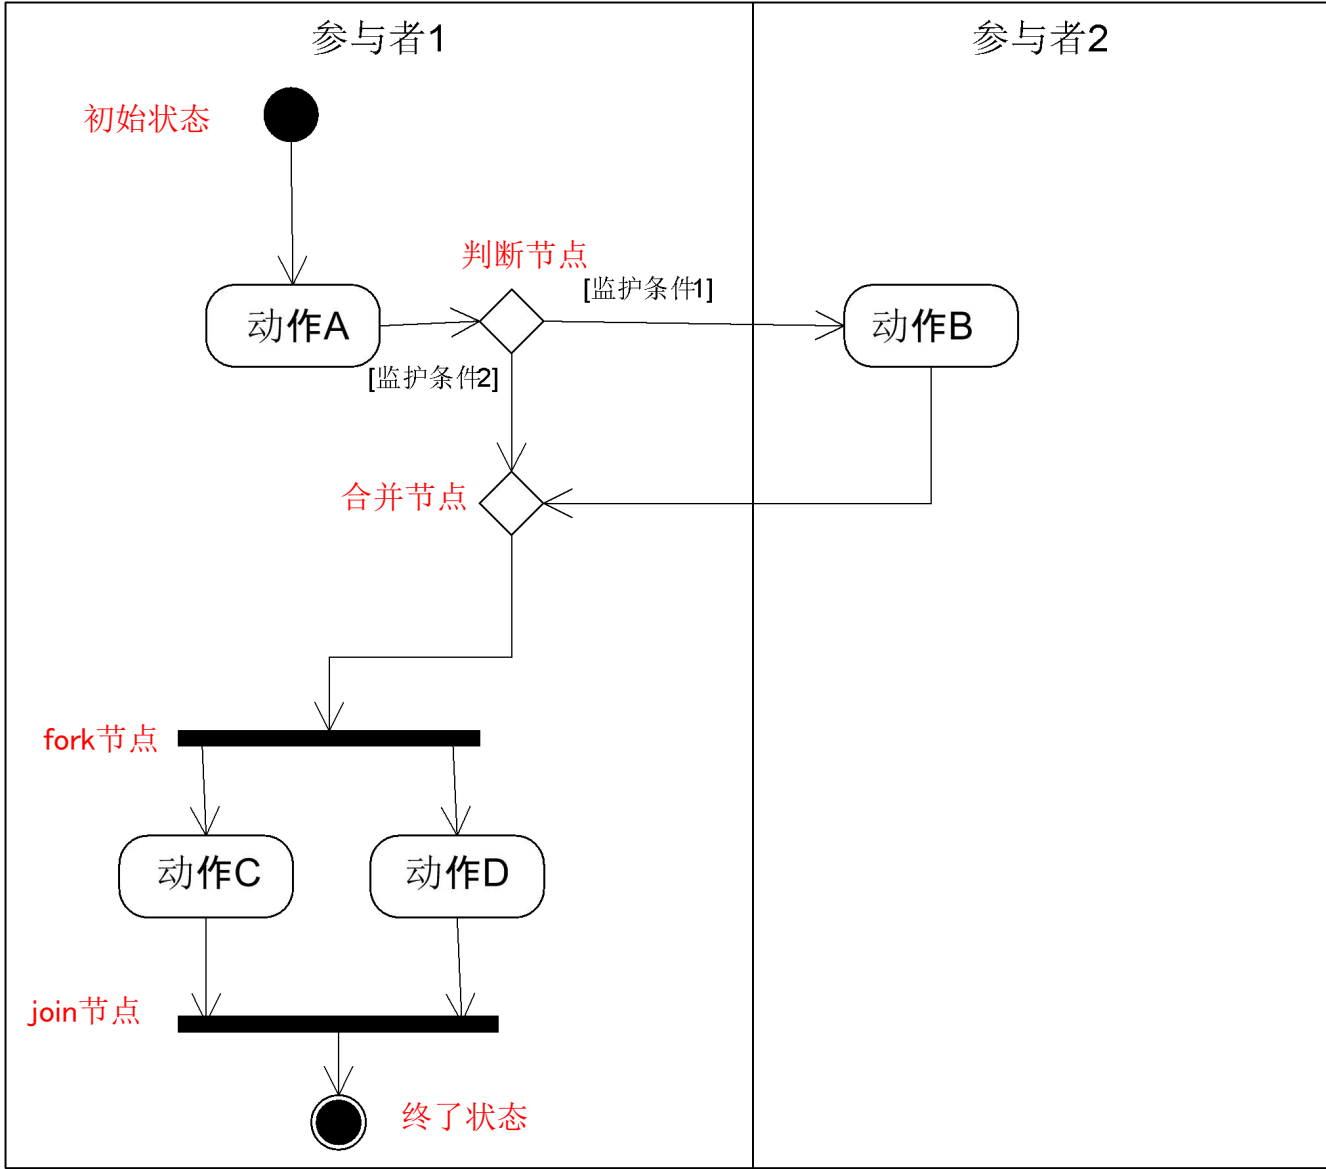 参与者1
参与者2
初始状态
判断节点
[监护条件1]
动作A
动作B
[监护条件2]
合并节点
fork节点
动作C
动作D
join节点
终了状态